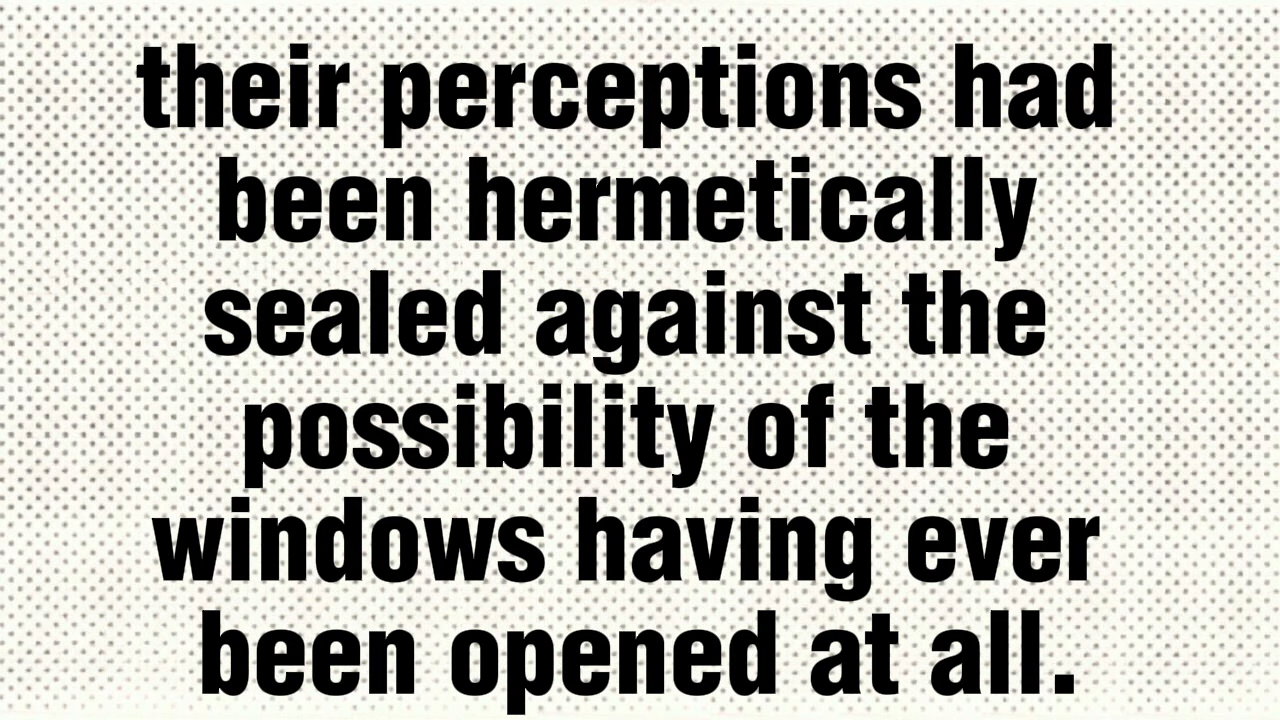 their perceptions had
been hermetically
sealed against the
possibility of the
windows having ever
been opened at all.